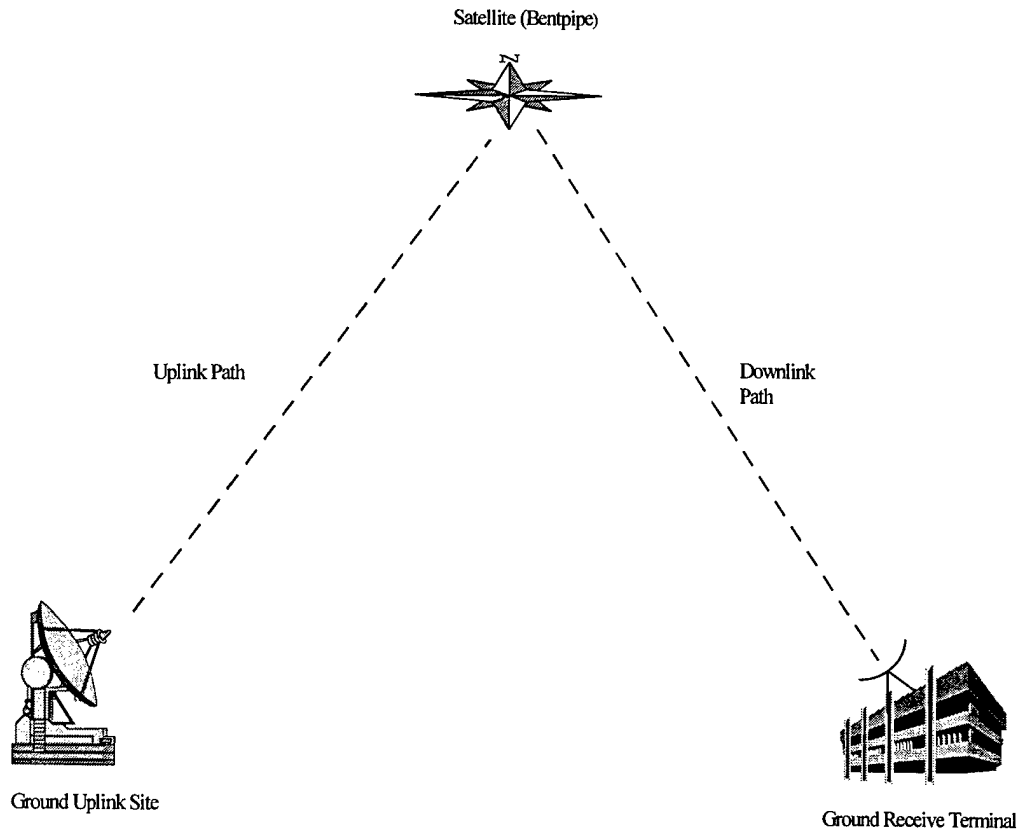 Satellite (Bentpipe)
N
Uplink Path
Downlink
Path
Ground Uplink Site
Ground Receive Terminal